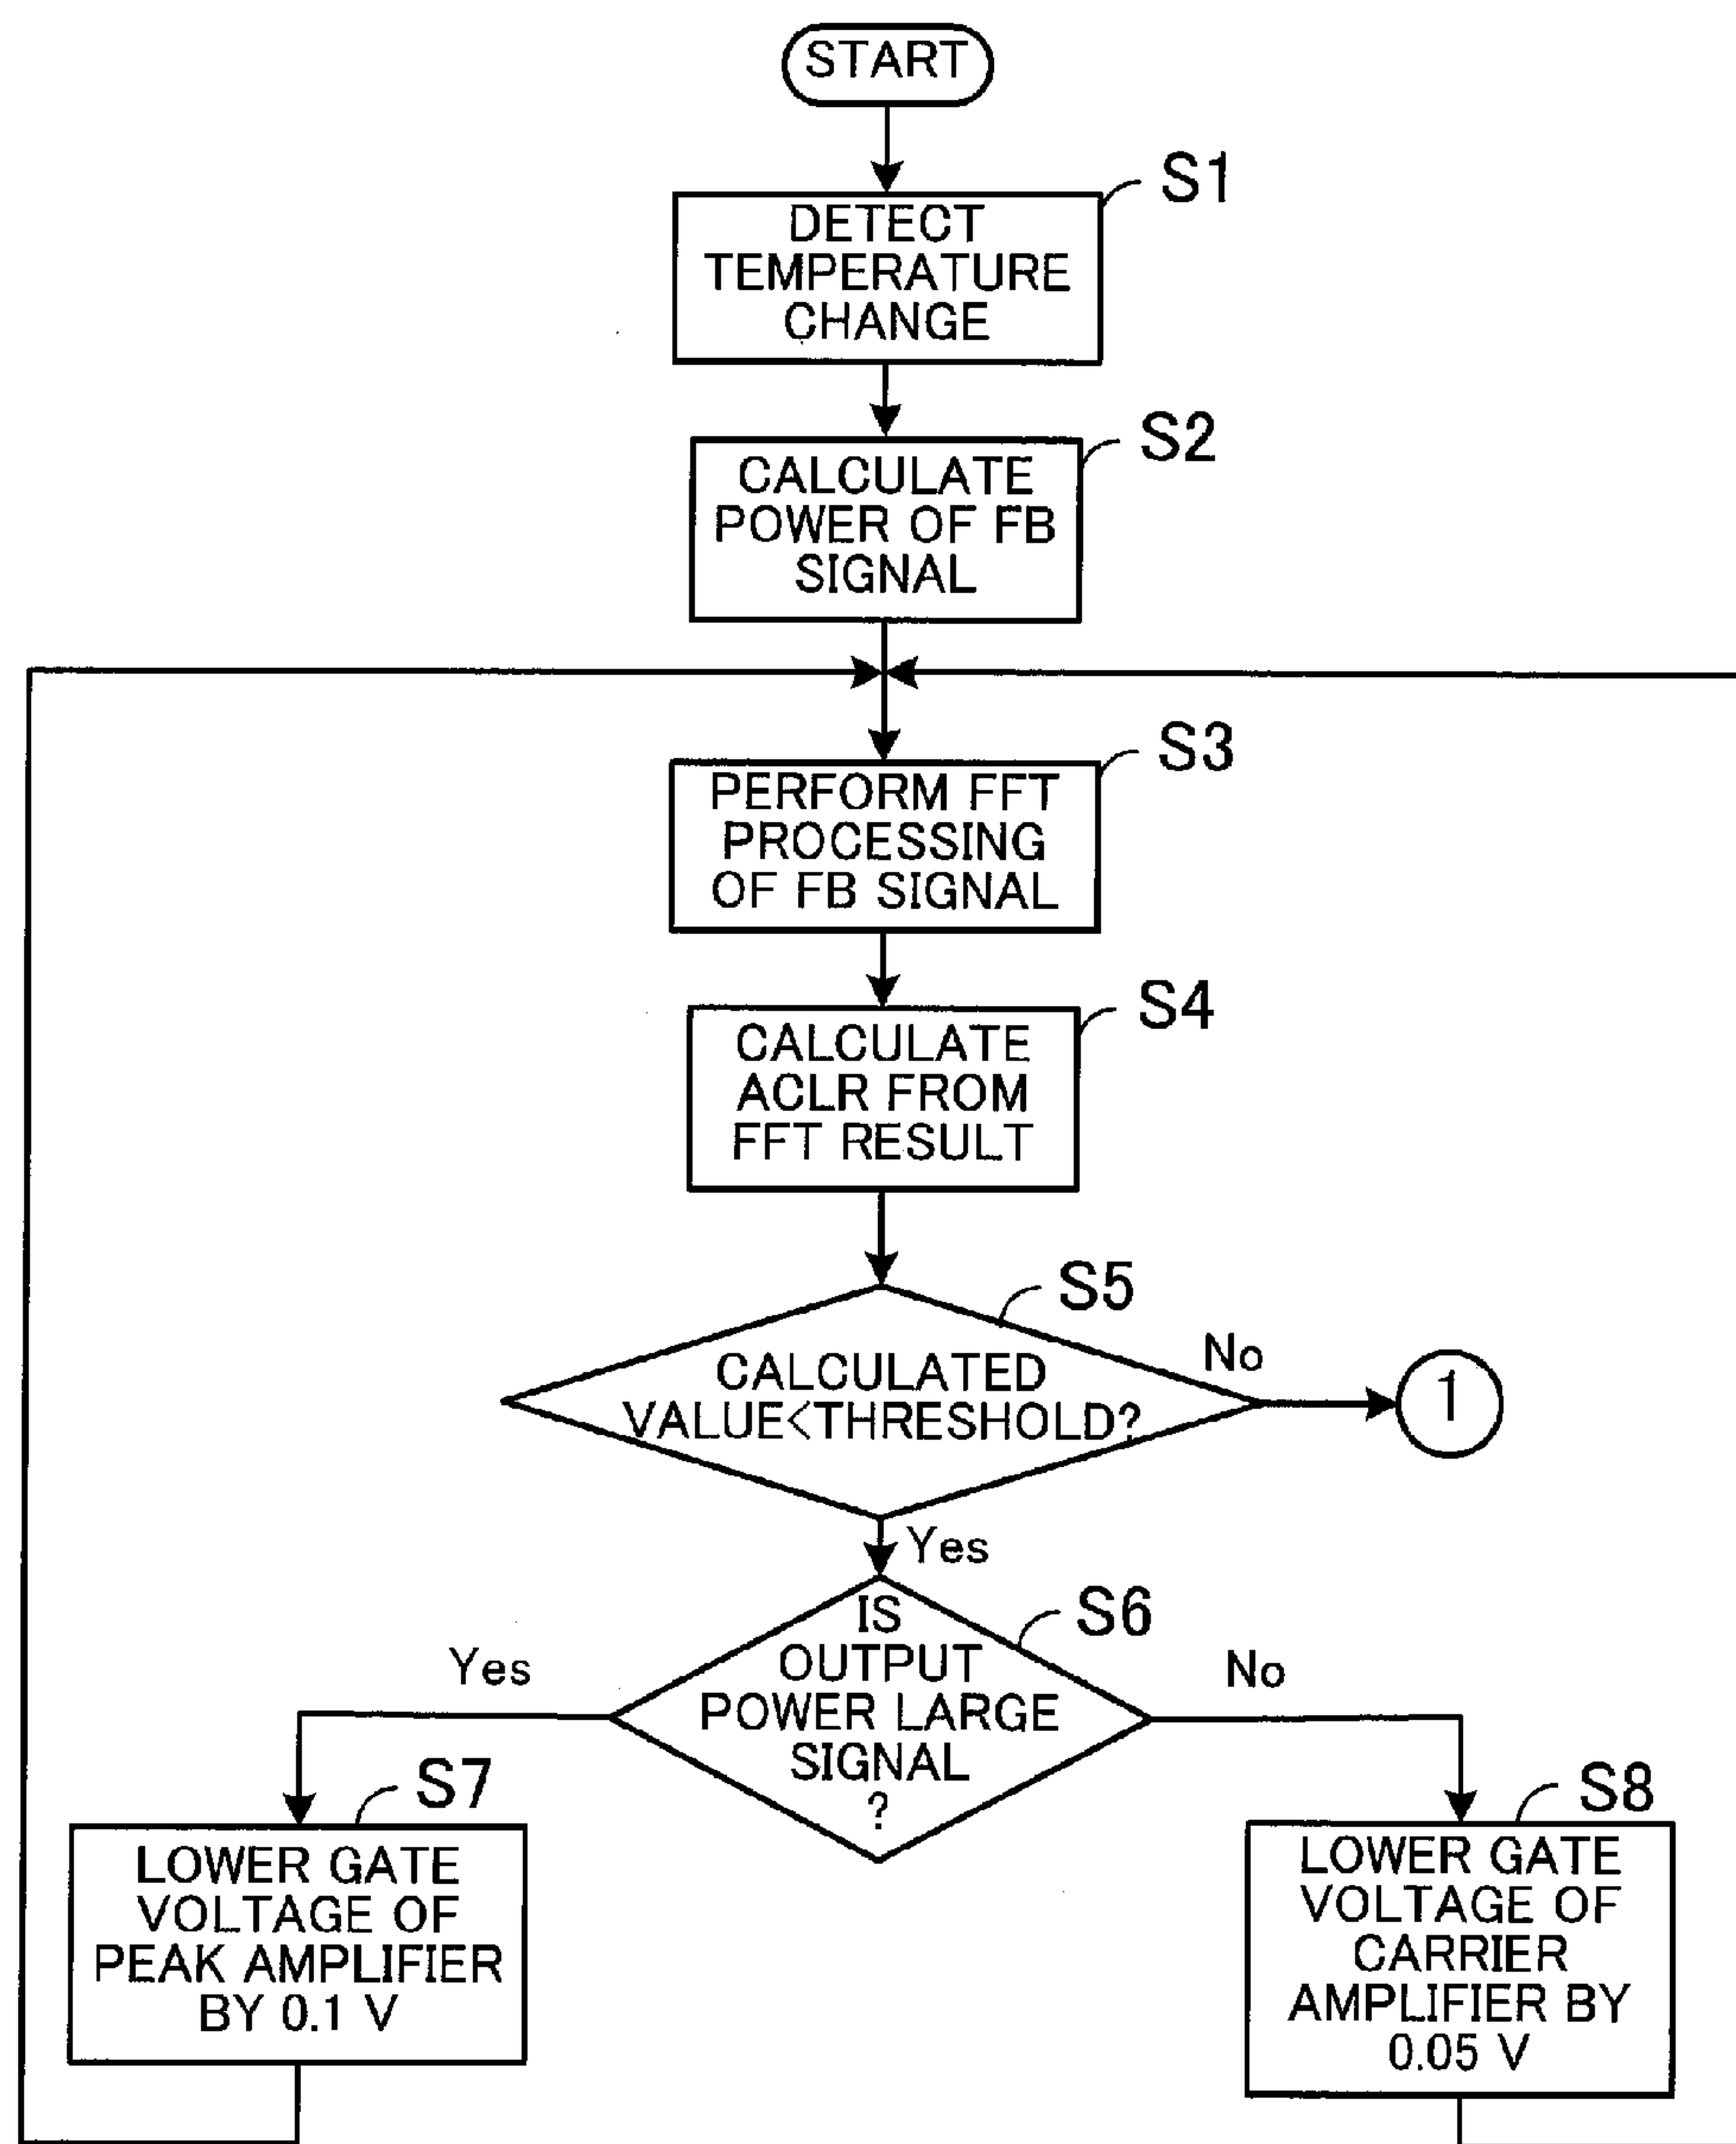 START
S1
DETECT
TEMPERATURE
CHANGE
S2
CALCULATE
POWER OF FB
SIGNAL
S3
PERFORM FFT
PROCESSING
OF FB SIGNAL
S4
CALCULATE
ACLR FROM
FFT RESULT
S5
CALCULATED
VALUE<THRESHOLD?
No
1
Yes
S6
IS
OUTPUT
POWER LARGE
SIGNAL
?
Yes
No
S7
LOWER GATE
VOLTAGE OF
PEAK AMPLIFIER
BY 0.1 V
S8
LOWER GATE
VOLTAGE OF
CARRIER
AMPLIFIER BY
0.05 V